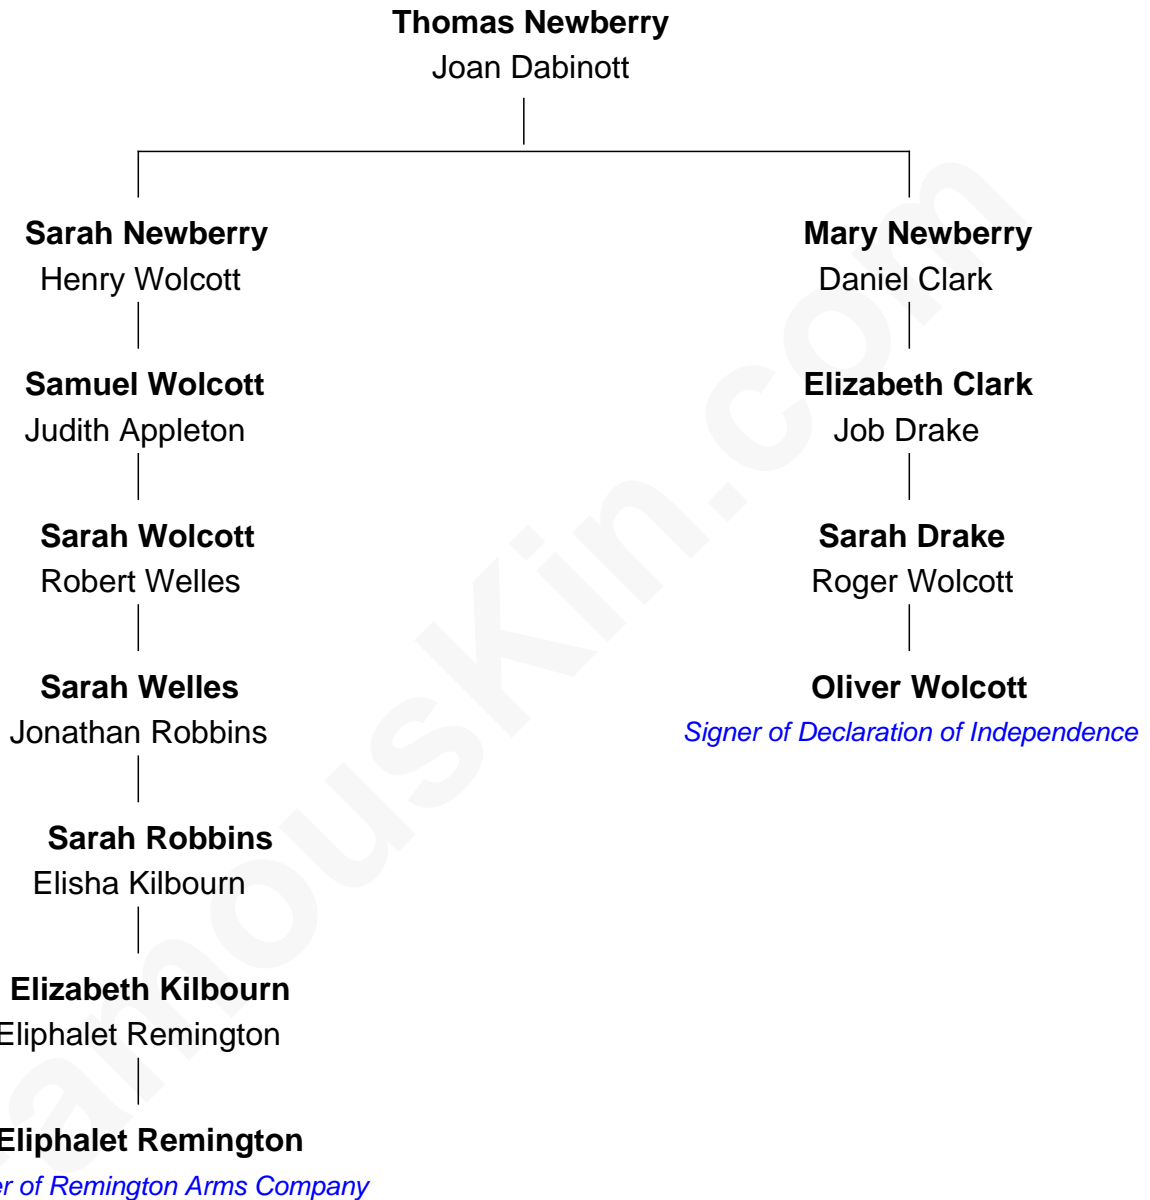 Thomas Newberry
Joan Dabinott
Sarah Newberry
Henry Wolcott
Mary Newberry
Daniel Clark
Samuel Wolcott
Judith Appleton
Elizabeth Clark
Job Drake
Sarah Wolcott
Robert Welles
Sarah Drake
Roger Wolcott
Sarah Welles
Jonathan Robbins
Oliver Wolcott
Signer of Declaration of Independence
Sarah Robbins
Elisha Kilbourn
Elizabeth Kilbourn
Eliphalet Remington
Eliphalet Remington
of Remington Arms Company
amouskin.com